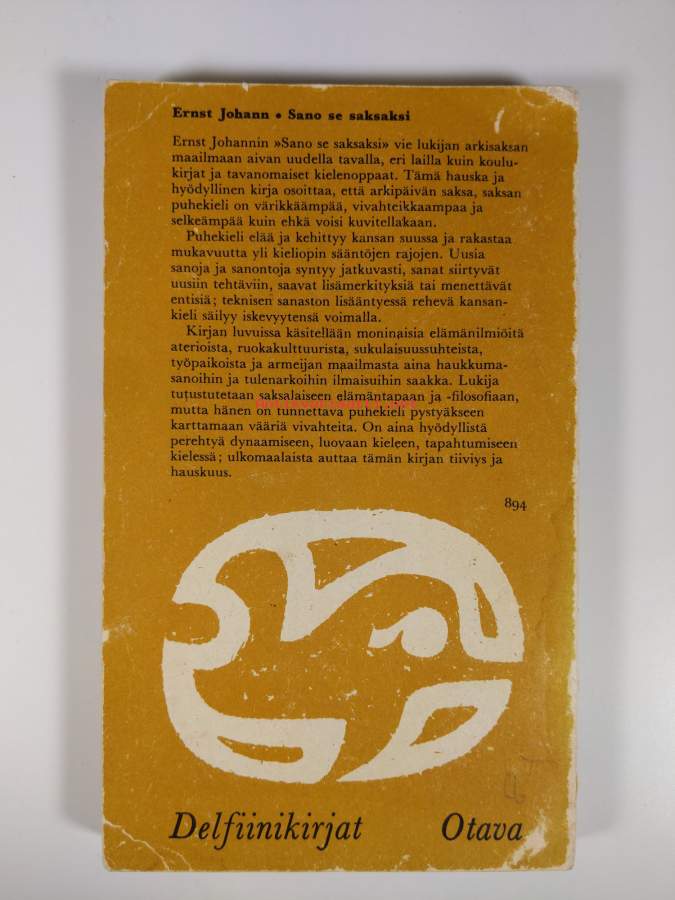 Ernst Johann • Sano se saksaksi
Ernst Johannin »Sano se saksaksi» vie lukijan arkisaksan
maailmaan aivan uudella tavalla, eri lailla kuin koulu-
kirjat ja tavanomaiset kielenoppaat. Tämä hauska ja
hyödyllinen kirja osoittaa, että arkipäivän saksa, saksan
puhekieli on värikkäämpää, vivahteikkaampaa ja
selkeämpää kuin ehkä voisi kuvitellakaan.
Puhekieli elää ja kehittyy kansan suussa ja rakastaa
mukavuutta yli kieliopin sääntöjen rajojen. Uusia
sanoja ja sanontoja syntyy jatkuvasti, sanat siirtyvät
uusiin tehtäviin, saavat lisämerkityksiä tai menettävät
entisiä; teknisen sanaston lisääntyessä rehevä kansan-
kieli säilyy iskevyytensä voimalla.
Kirjan luvuissa käsitellään moninaisia elämänilmiöitä
aterioista, ruokakulttuurista, sukulaisuussuhteista,
työpaikoista ja armeijan maailmasta aina haukkuma-
sanoihin ja tulenarkoihin ilmaisuihin saakka. Lukija
tutustutetaan saksalaiseen elämäntapaan ja -filosofiaan,
mutta hänen on tunnettava puhekieli pystyäkseen
karttamaan vääriä vivahteita. On aina hyödyllistä
perehtyä dynaamiseen, luovaan kieleen, tapahtumiseen
kielessä; ulkomaalaista auttaa tämän kirjan tiiviys ja
hauskuus.
894
Delfiinikirjat Otava